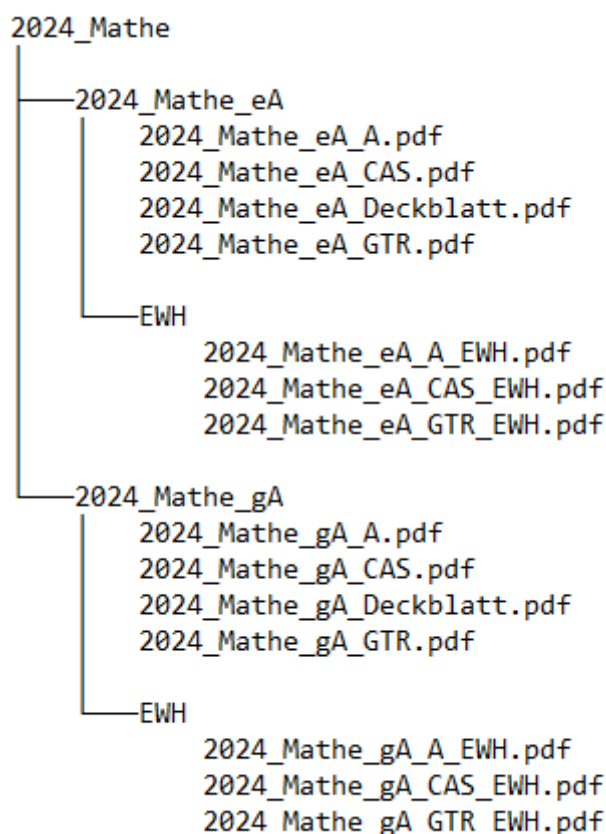 2024_Mathe
2024_Mathe_eA
2024_Mathe_eA_A.pdf
2024_Mathe_eA_CAS.pdf
2024_Mathe_eA_Deckblatt.pdf
2024_Mathe_eA_GTR.pdf
EWH
2024_Mathe_eA_A_EWH.pdf
2024_Mathe_eA_CAS_EWH.pdf
2024_Mathe_eA_GTR_EWH.pdf
2024_Mathe_gA
2024_Mathe_gA_A.pdf
2024_Mathe_gA_CAS.pdf
2024_Mathe_gA_Deckblatt.pdf
2024_Mathe_gA_GTR.pdf
EWH
2024_Mathe_gA_A_EWH.pdf
2024_Mathe_gA_CAS_EWH.pdf
2024_Mathe_gA_GTR_EWH.pdf